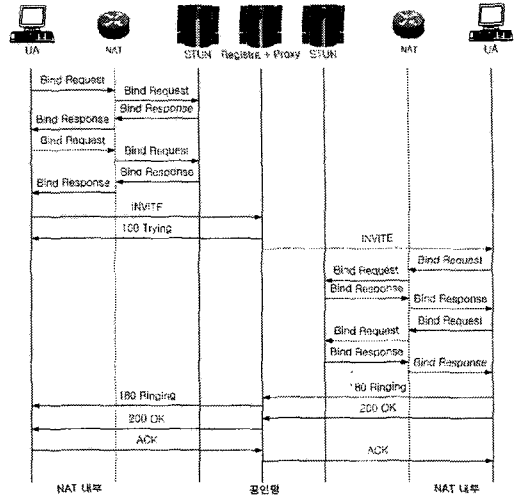 UA NAT STUN Registra + Proxy STUN NAT UA
Bind Request
Bind Request
Bind Response
Bind Response
Bind Request
Bind Request
Bind Response
Bind Response
INVITE
100 Trying
INVITE
Bind Request
Bind Request
Bind Response
Bind Response
Bind Request
Bind Request
Bind Response
Bind Response
180 Ringing
180 Ringing
200 OK
200 OK
ACK
ACK
NAT 내부 공인망 NAT 내부